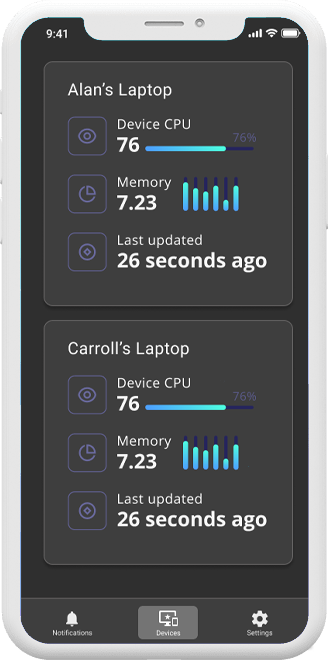 9:41
Alan's Laptop
Device CPU
76
76%
Memory
7.23
Last updated
26 seconds ago
Carroll's Laptop
Device CPU
76
76%
Memory
7.23
Last updated
26 seconds ago
Notifications
Devices
Settings